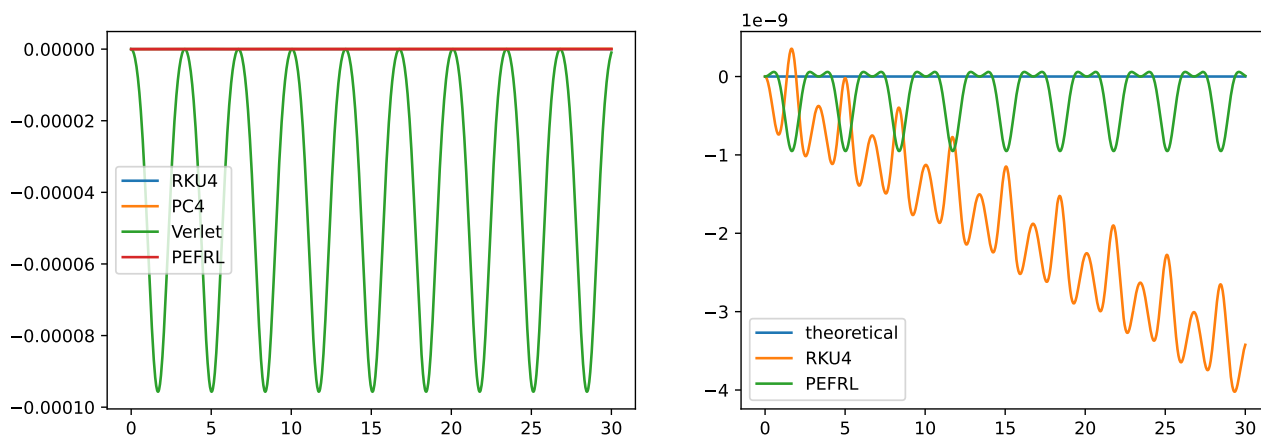 0.00000
−0.00002
−0.00004
−0.00006
−0.00008
−0.00010
0 5 10 15 20 25 30
RKU4
PC4
Verlet
PEFRL
1e−9
0
−1
−2
−3
−4
0 5 10 15 20 25 30
theoretical
RKU4
PEFRL